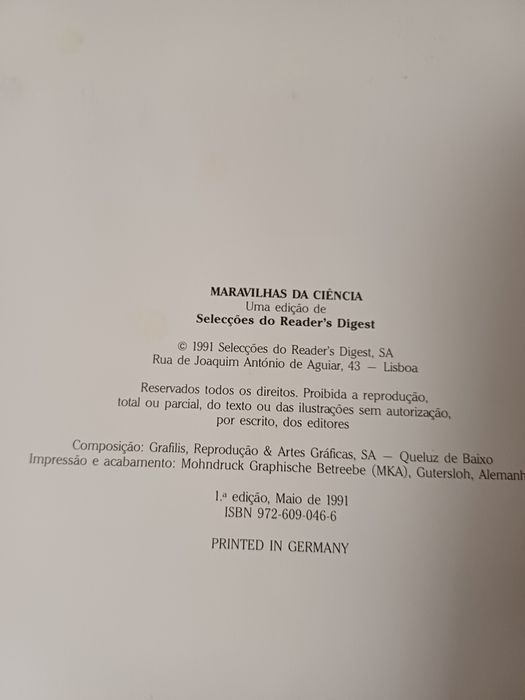 MARAVILHAS DA CIÊNCIA
Uma edição de
Selecções do Reader's Digest
© 1991 Selecções do Reader's Digest, SA
Rua de Joaquim António de Aguiar, 43 — Lisboa
Reservados todos os direitos. Proibida a reprodução,
total ou parcial, do texto ou das ilustrações sem autorização,
por escrito, dos editores
Composição: Grafilis, Reprodução & Artes Gráficas, SA — Queluz de Baixo
Impressão e acabamento: Mohndruck Graphische Betreebe (MKA), Gutersloh, Alemanh
1.ª edição, Maio de 1991
ISBN 972-609-046-6
PRINTED IN GERMANY